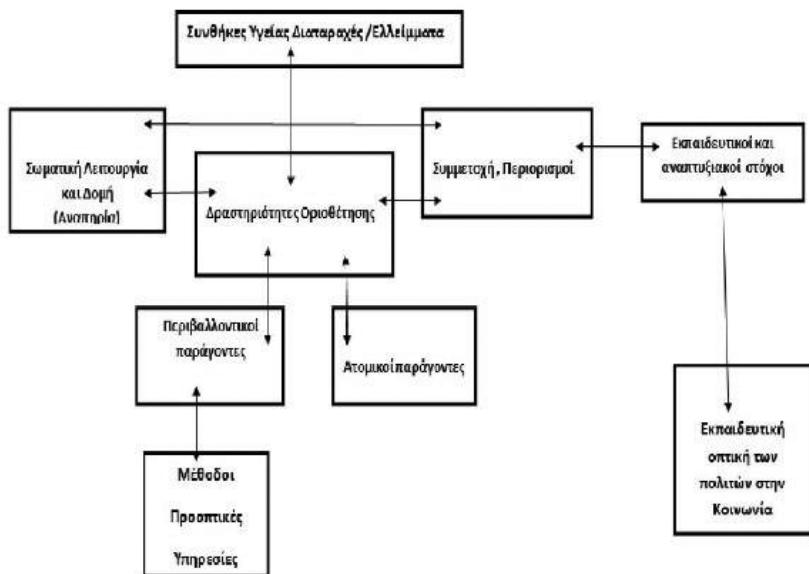 Συνθήκες Υγείας Διαταραχές /Ελλείμματα
Σωματική Λειτουργία
και Δομή
(Αναπηρία)
Δραστηριότητες Οριοθέτησης
Συμμετοχή , Περιορισμοί
Εκπαιδευτικοί και
αναπτυξιακοί στόχοι
Περιβαλλοντικοί
παράγοντες
Ατομικοί παράγοντες
Εκπαιδευτική
οπτική των
πολιτών στην
Κοινωνία
Μέθοδοι
Προοπτικές
Υπηρεσίες